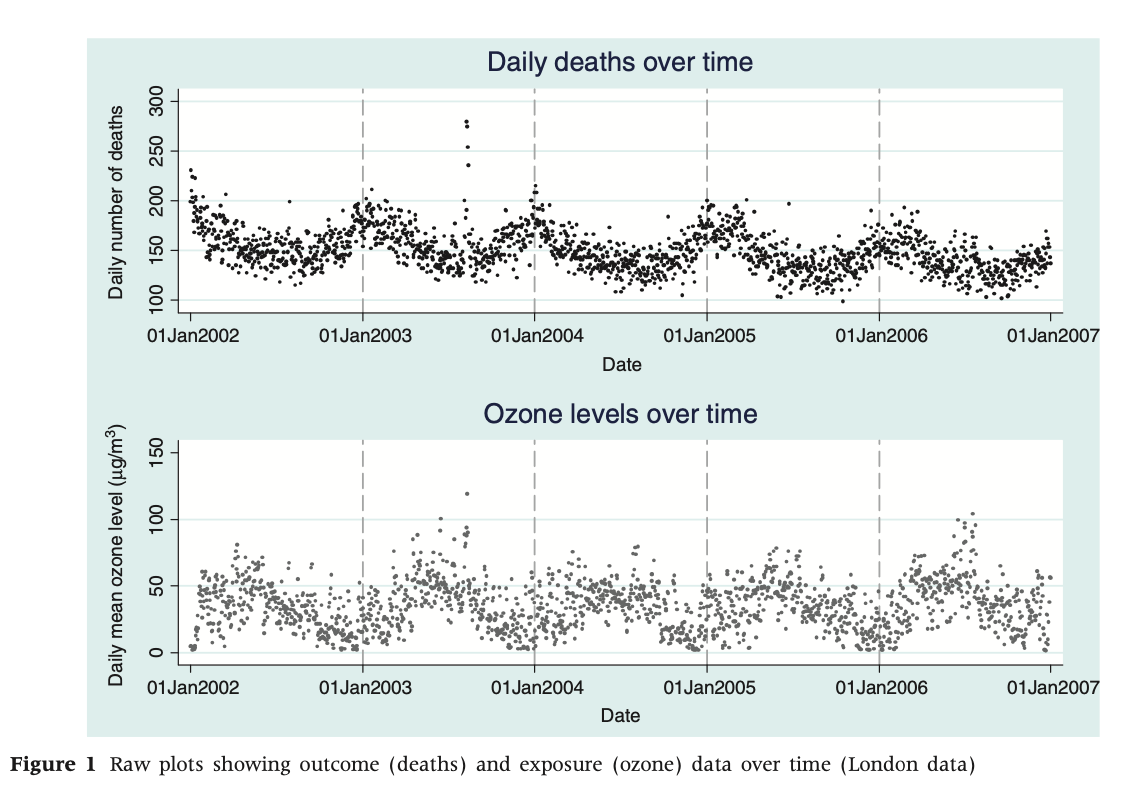 Daily deaths over time
Daily number of deaths
300
250
200
150
100
01Jan2002 01Jan2003 01Jan2004 01Jan2005 01Jan2006 01Jan2007
Date
Ozone levels over time
Daily mean ozone level (μg/m³)
150
100
50
0
01Jan2002 01Jan2003 01Jan2004 01Jan2005 01Jan2006 01Jan2007
Date
Figure 1 Raw plots showing outcome (deaths) and exposure (ozone) data over time (London data)